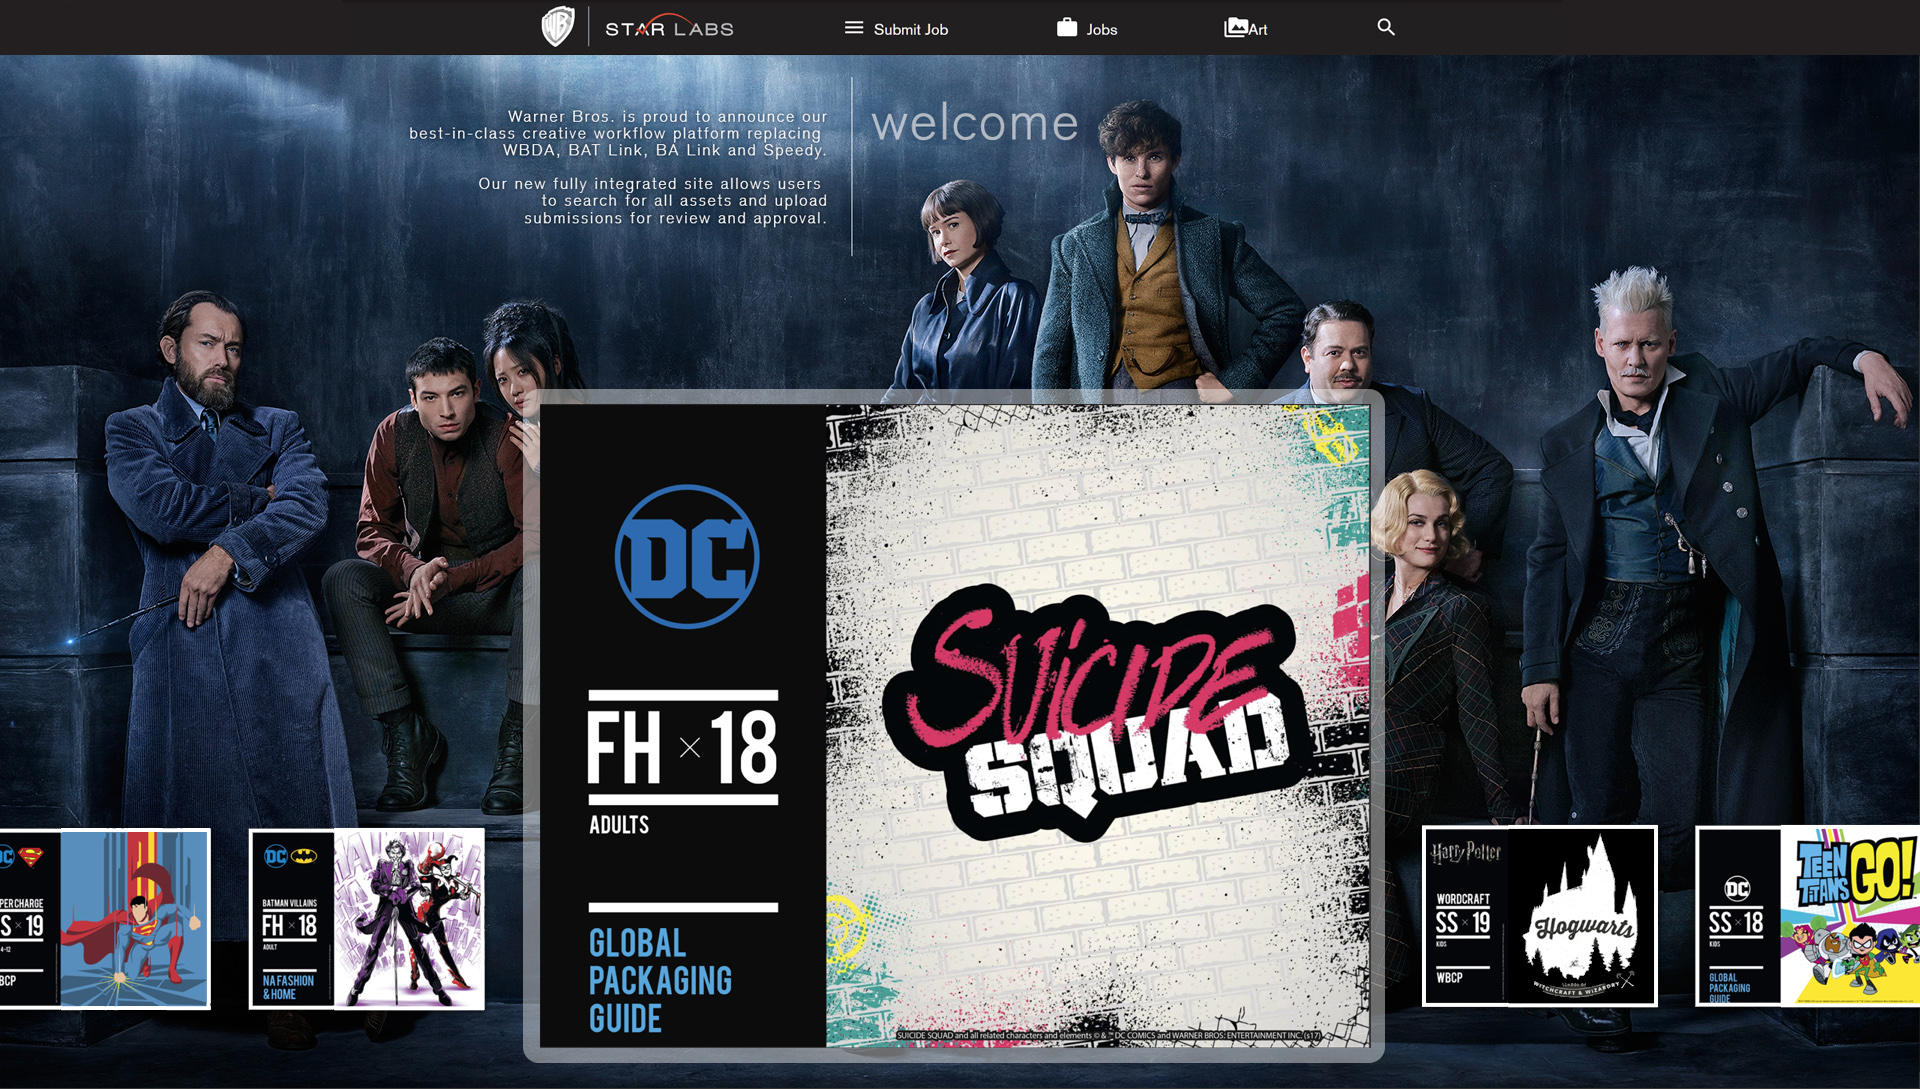 WB
STAR LABS
Submit Job
Jobs
Art
Warner Bros. is proud to announce our
best-in-class creative workflow platform replacing
WBDA, BAT Link, BA Link and Speedy.
Our new fully integrated site allows users
to search for all assets and upload
submissions for review and approval.
welcome
DC
FH × 18
ADULTS
GLOBAL
PACKAGING
GUIDE
SUICIDE
SQUAD
SUICIDE SQUAD and all related characters and elements © & ™ DC COMICS and WARNER BROS. ENTERTAINMENT INC. (s17)
DC
PERCHARGE
S × 19
4-12
BCP
DC
BATMAN VILLAINS
FH × 18
ADULT
NA FASHION
& HOME
Harry Potter
WORDCRAFT
SS × 19
KIDS
WBCP
Hogwarts
WITCHCRAFT & WIZARDRY
DC
SS × 18
KIDS
GLOBAL
PACKAGING
GUIDE
TEEN
TITANS
GO!